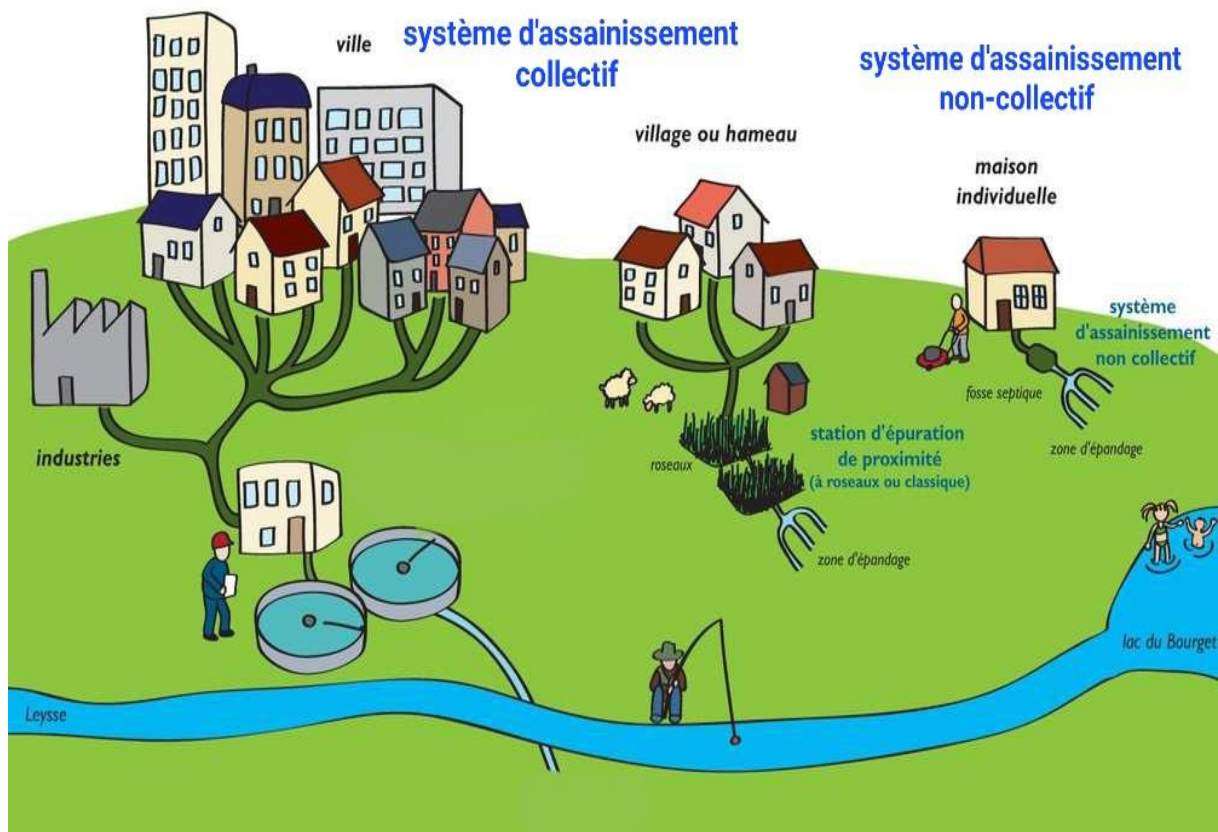 ville
système d'assainissement
collectif
système d'assainissement
non-collectif
village ou hameau
maison
individuelle
système
d'assainissement
non collectif
fosse septique
zone d'épandage
industries
roseaux
station d'épuration
de proximité
(à roseaux ou classique)
zone d'épandage
lac du Bourget
Leysse